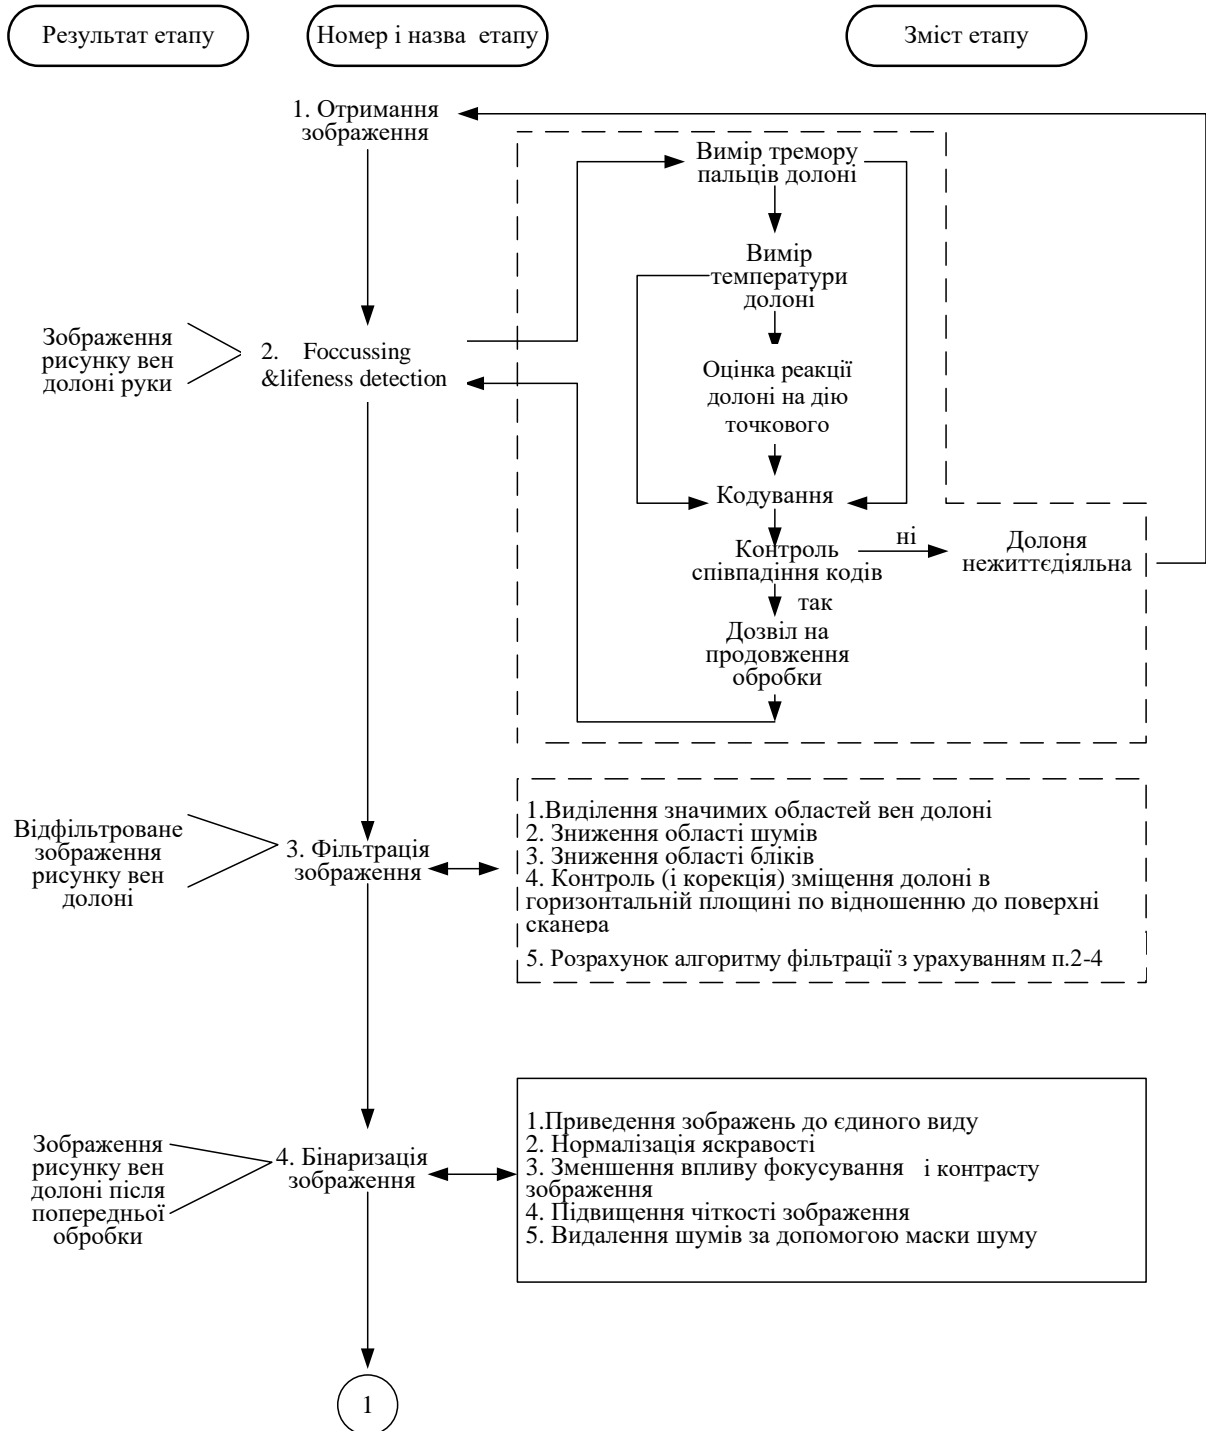 Результат етапу
Номер і назва етапу
Зміст етапу
1. Отримання
зображення
Вимір тремору
пальців долоні
Вимір
температури
долоні
Зображення
рисунку вен
долоні руки
2. Foccussing
&lifeness detection
Оцінка реакції
долоні на дію
точкового
Кодування
Контроль
співпадіння кодів
ні
Долоня
нежиттєдіяльна
так
Дозвіл на
продовження
обробки
Відфільтроване
зображення
рисунку вен
долоні
3. Фільтрація
зображення
1.Виділення значимих областей вен долоні
2. Зниження області шумів
3. Зниження області бліків
4. Контроль (і корекція) зміщення долоні в
горизонтальній площині по відношенню до поверхні
сканера
5. Розрахунок алгоритму фільтрації з урахуванням п.2-4
Зображення
рисунку вен
долоні після
попередньої
обробки
4. Бінаризація
зображення
1.Приведення зображень до єдиного виду
2. Нормалізація яскравості
3. Зменшення впливу фокусування і контрасту
зображення
4. Підвищення чіткості зображення
5. Видалення шумів за допомогою маски шуму
1